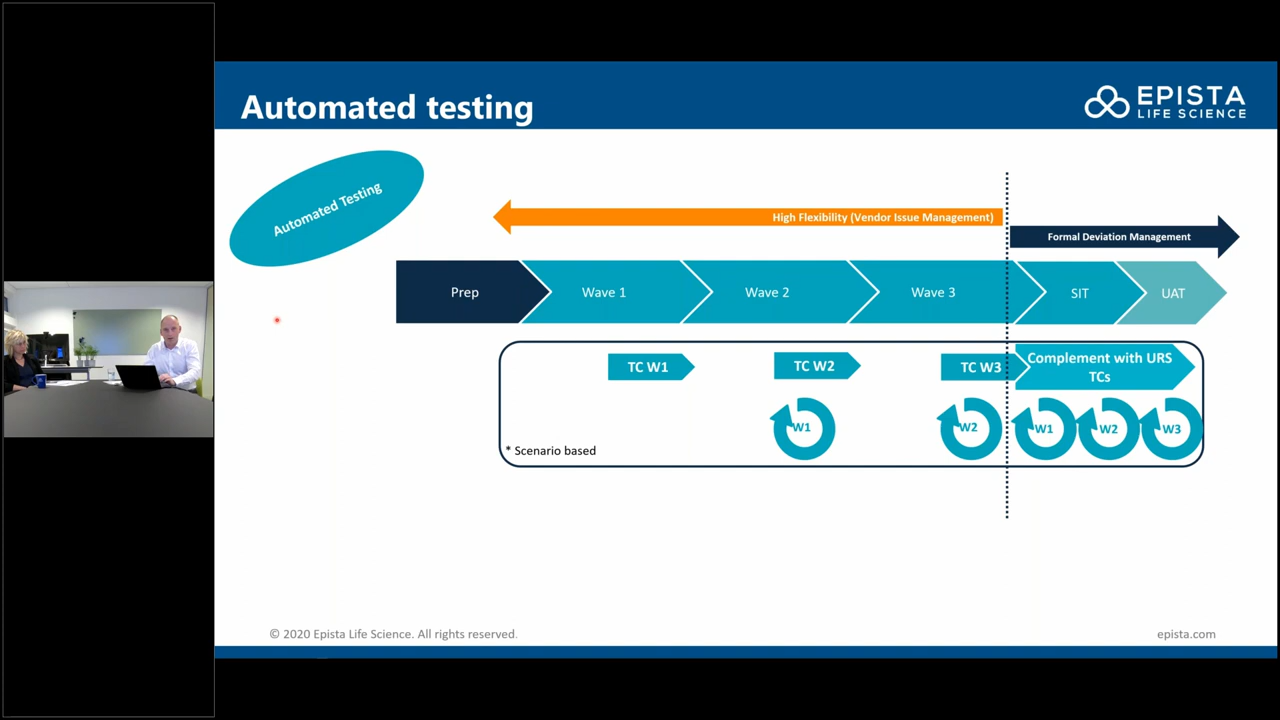 Automated testing
EPISTA
LIFE SCIENCE
Automated Testing
High Flexibility (Vendor Issue Management)
Formal Deviation Management
Prep
Wave 1
Wave 2
Wave 3
SIT
UAT
TC W1
TC W2
TC W3
Complement with URS
TCs
W1
W2
W1
W2
W3
* Scenario based
© 2020 Epista Life Science. All rights reserved.
epista.com